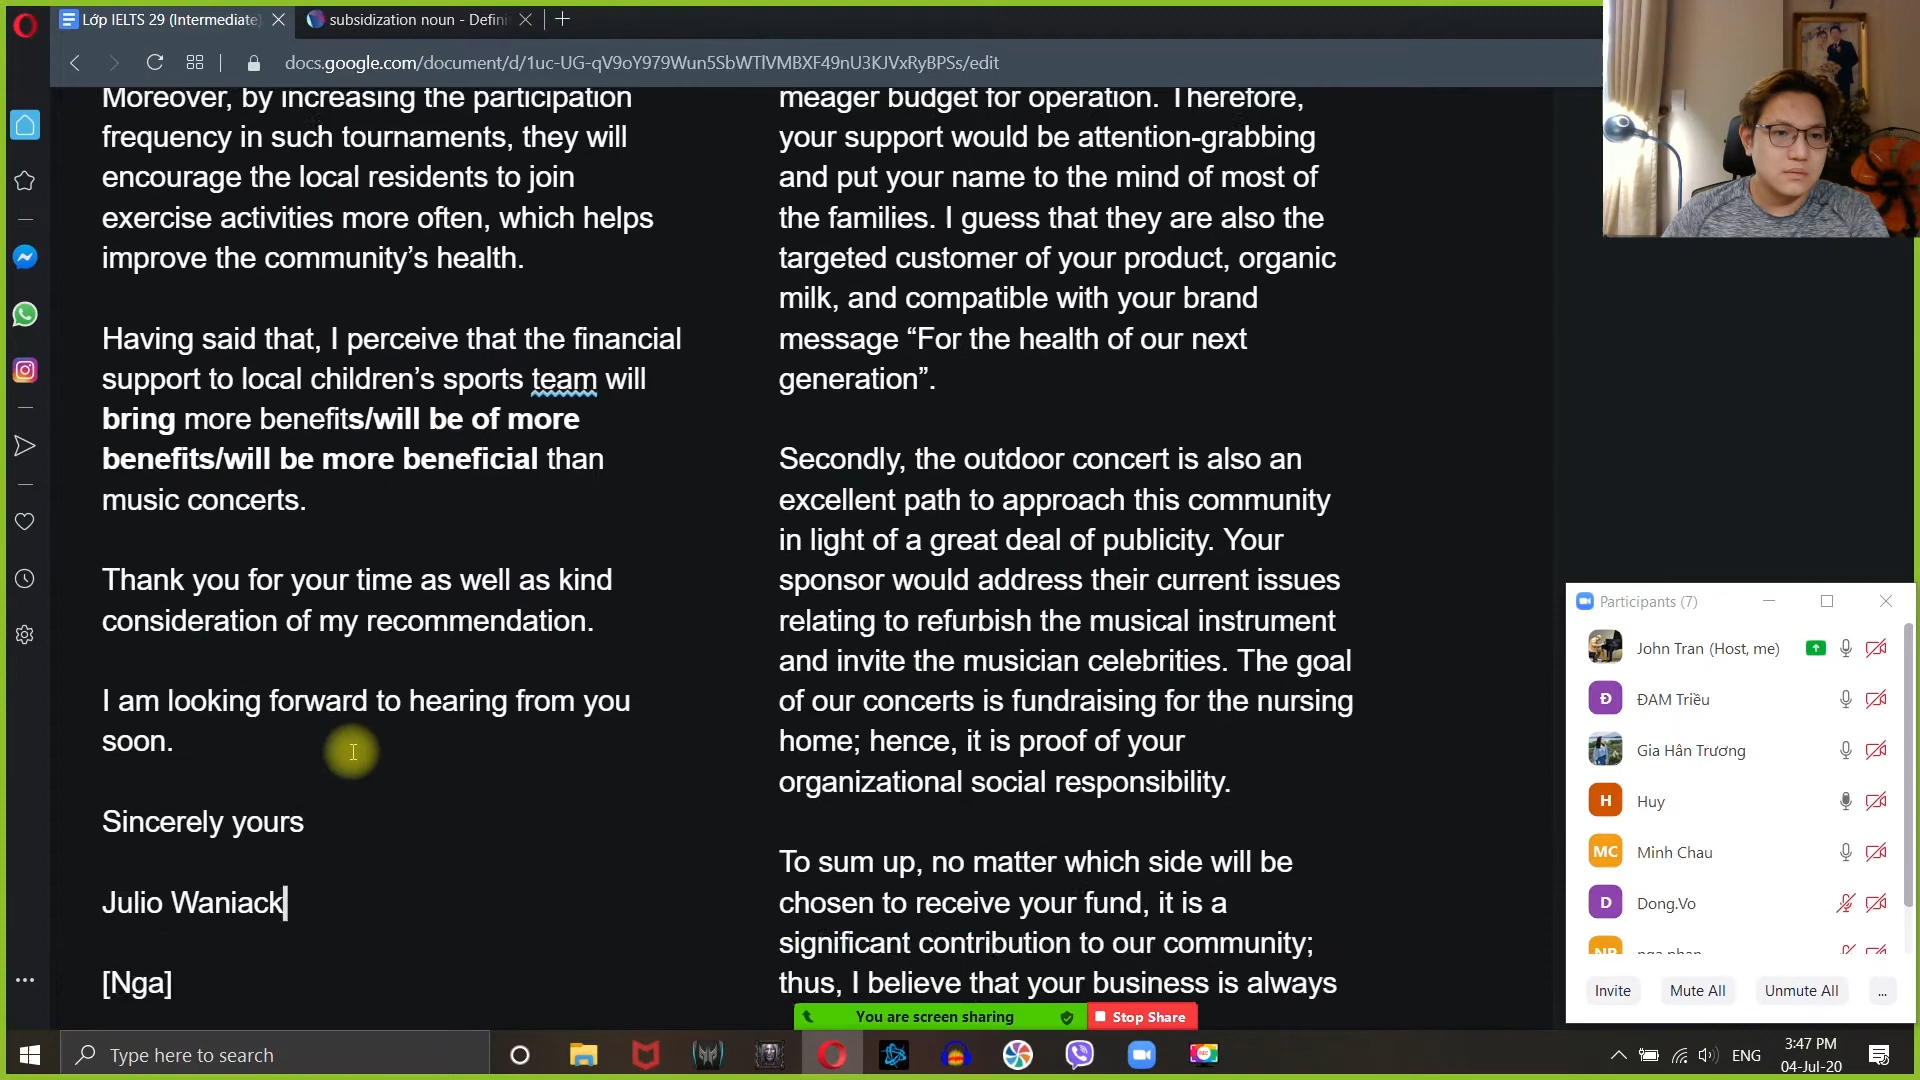 Lớp IELTS 29 (Intermediate)
subsidization noun - Defini
docs.google.com/document/d/1uc-UG-qV9oY979Wun5SbWTlVMBXF49nU3KJVxRyBPSs/edit
Moreover, by increasing the participation
frequency in such tournaments, they will
encourage the local residents to join
exercise activities more often, which helps
improve the community’s health.
Having said that, I perceive that the financial
support to local children’s sports team will
bring more benefits/will be of more
benefits/will be more beneficial than
music concerts.
Thank you for your time as well as kind
consideration of my recommendation.
I am looking forward to hearing from you
soon.
Sincerely yours
Julio Waniack
[Nga]
meager budget for operation. Therefore,
your support would be attention-grabbing
and put your name to the mind of most of
the families. I guess that they are also the
targeted customer of your product, organic
milk, and compatible with your brand
message “For the health of our next
generation”.
Secondly, the outdoor concert is also an
excellent path to approach this community
in light of a great deal of publicity. Your
sponsor would address their current issues
relating to refurbish the musical instrument
and invite the musician celebrities. The goal
of our concerts is fundraising for the nursing
home; hence, it is proof of your
organizational social responsibility.
To sum up, no matter which side will be
chosen to receive your fund, it is a
significant contribution to our community;
thus, I believe that your business is always
Participants (7)
John Tran (Host, me)
Đ ĐAM Triều
Gia Hân Trương
H Huy
MC Minh Chau
D Dong.Vo
NP nga phan
Invite
Mute All
Unmute All
...
You are screen sharing
Stop Share
Type here to search
ENG
3:47 PM
04-Jul-20